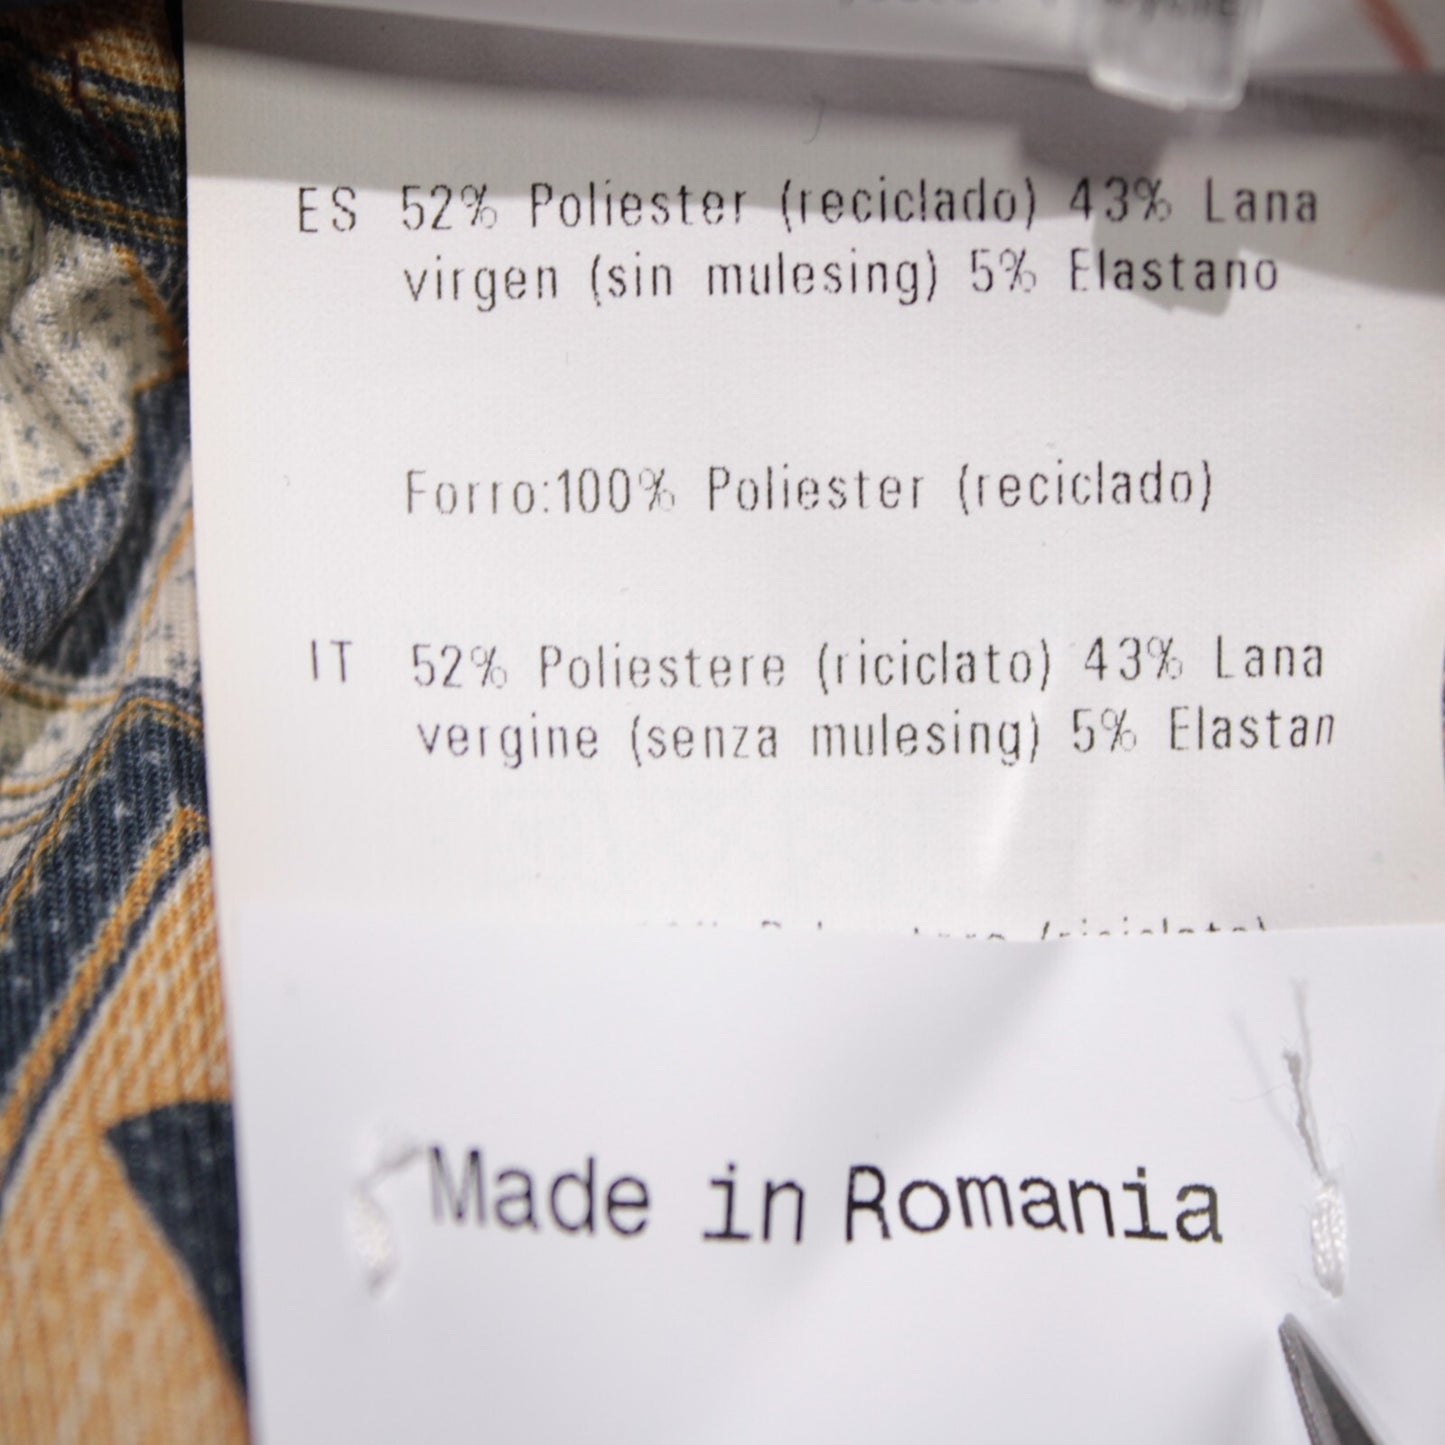 ES 52% Poliester (reciclado) 43% Lana
virgen (sin mulesing) 5% Elastano
Forro:100% Poliester (reciclado)
IT 52% Poliestere (riciclato) 43% Lana
vergine (senza mulesing) 5% Elastan
(riciclato)
Made in Romania